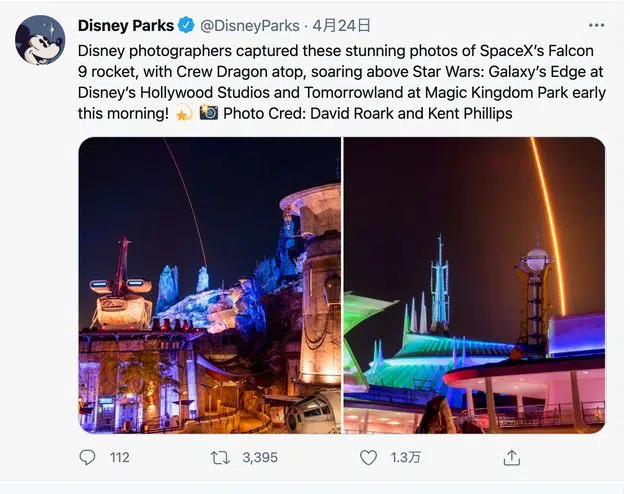 Disney Parks @DisneyParks · 4月24日
Disney photographers captured these stunning photos of SpaceX's Falcon
9 rocket, with Crew Dragon atop, soaring above Star Wars: Galaxy's Edge at
Disney's Hollywood Studios and Tomorrowland at Magic Kingdom Park early
this morning! 💫 📸 Photo Cred: David Roark and Kent Phillips
112 3,395 1.3万